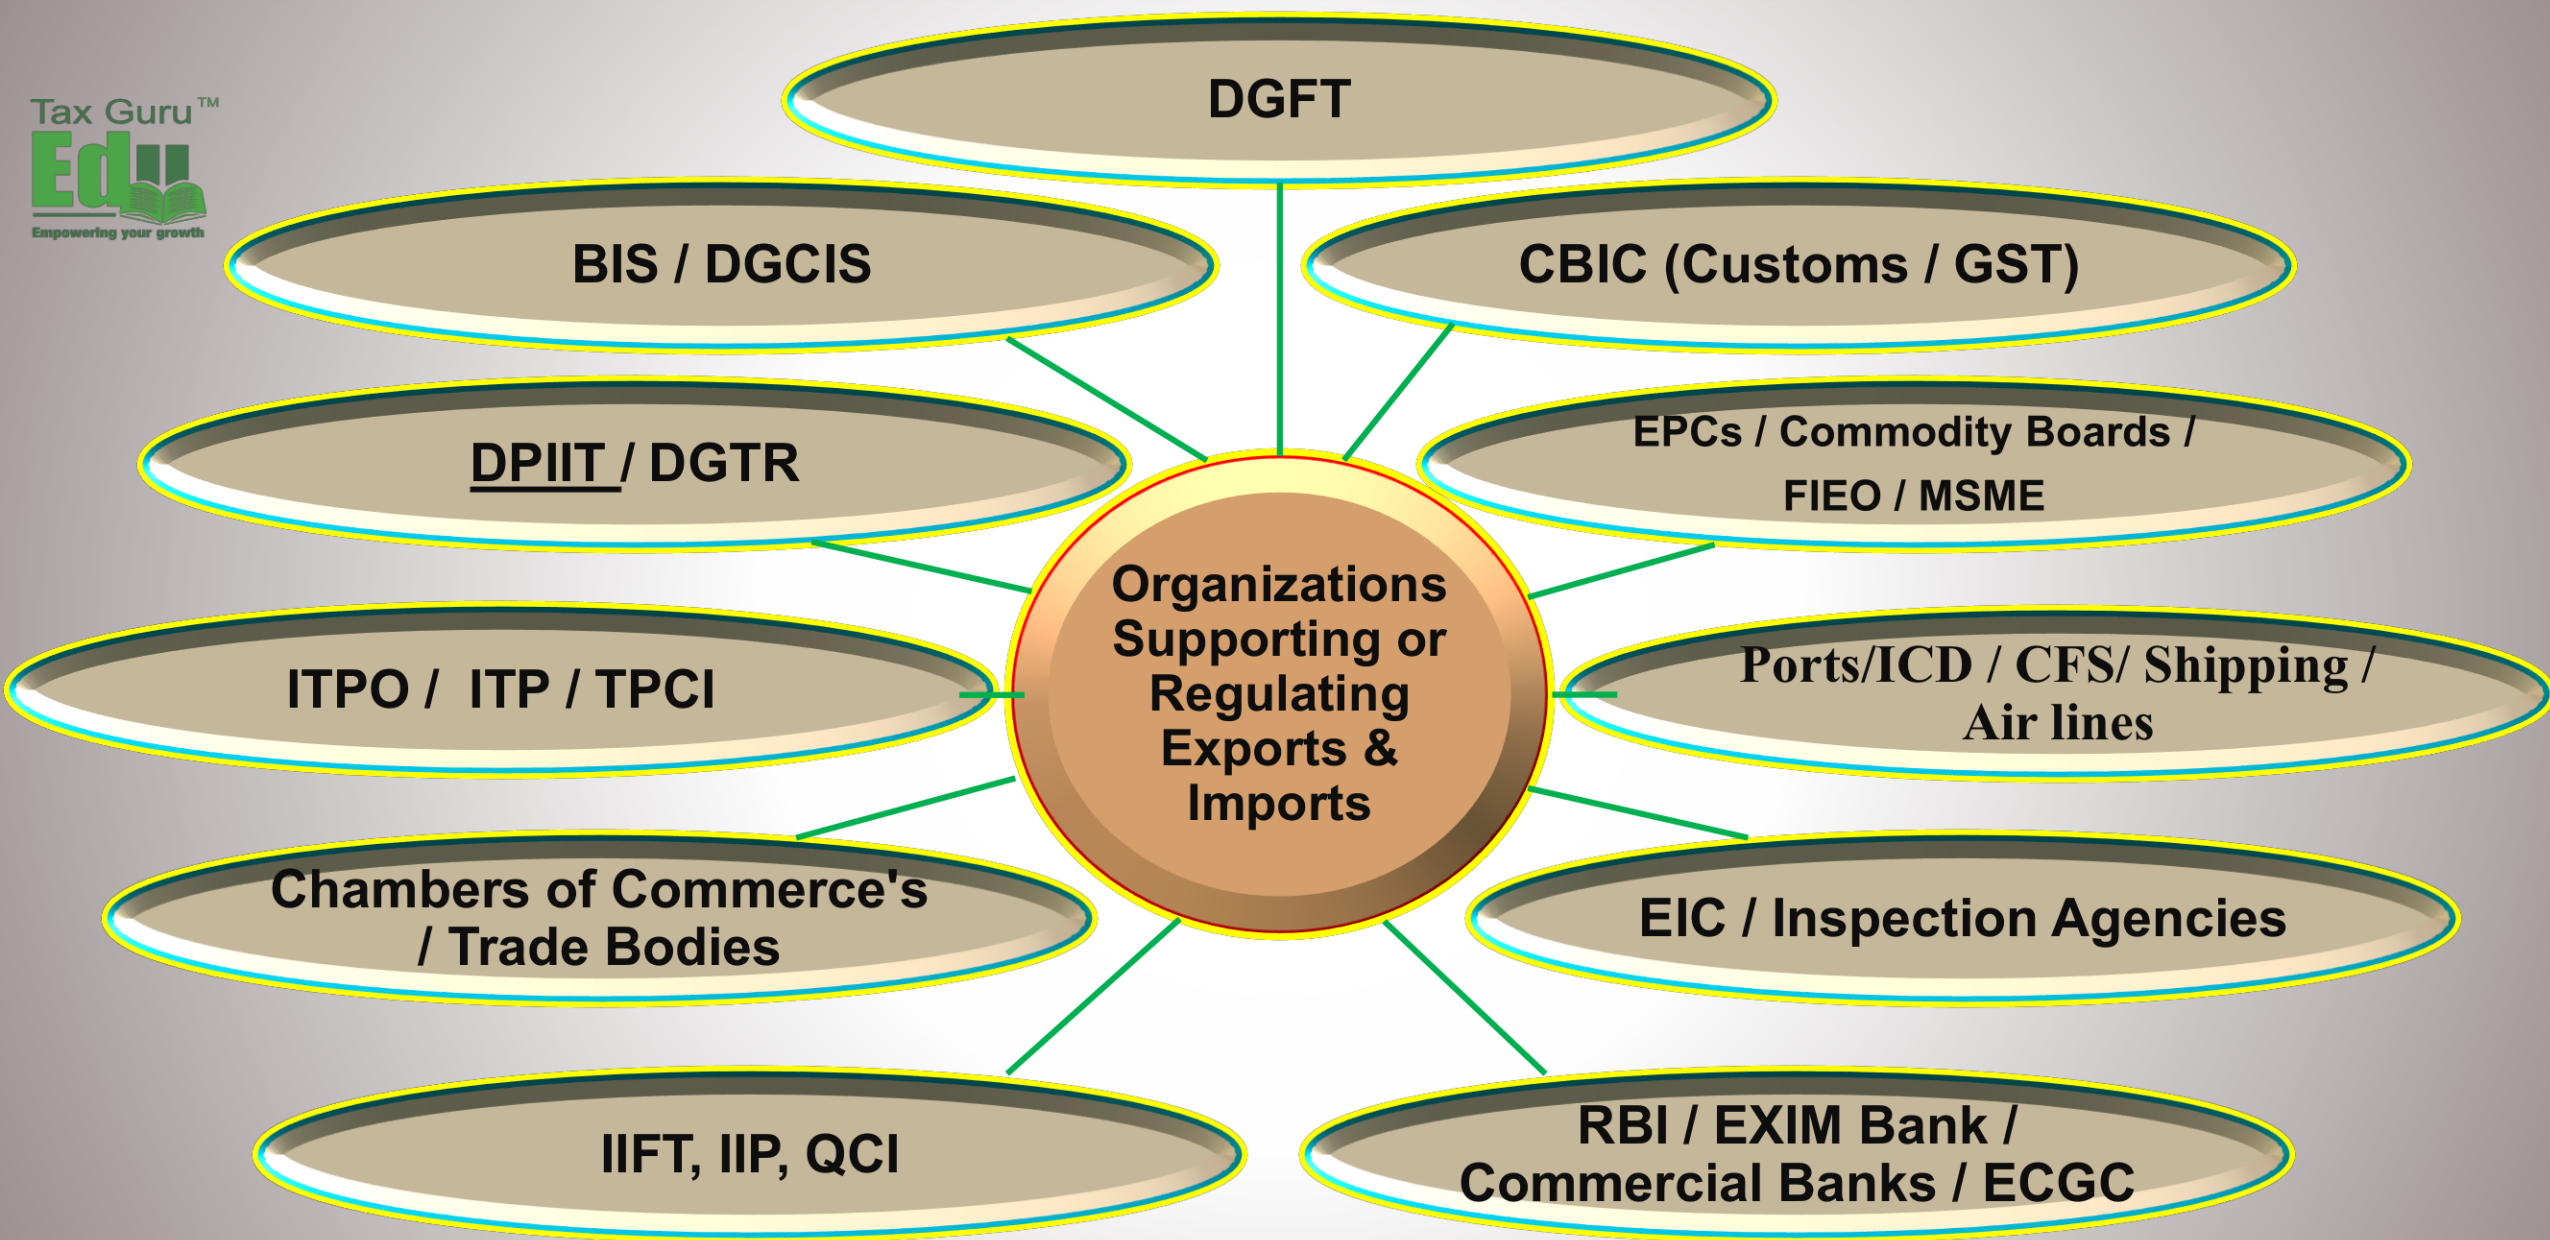 Tax Guru™
Edu
Empowering your growth
DGFT
BIS / DGCIS
CBIC (Customs / GST)
DPIIT / DGTR
EPCs / Commodity Boards /
FIEO / MSME
Organizations
Supporting or
Regulating
Exports &
Imports
ITPO / ITP / TPCI
Ports/ICD / CFS/ Shipping /
Air lines
Chambers of Commerce's
/ Trade Bodies
EIC / Inspection Agencies
IIFT, IIP, QCI
RBI / EXIM Bank /
Commercial Banks / ECGC